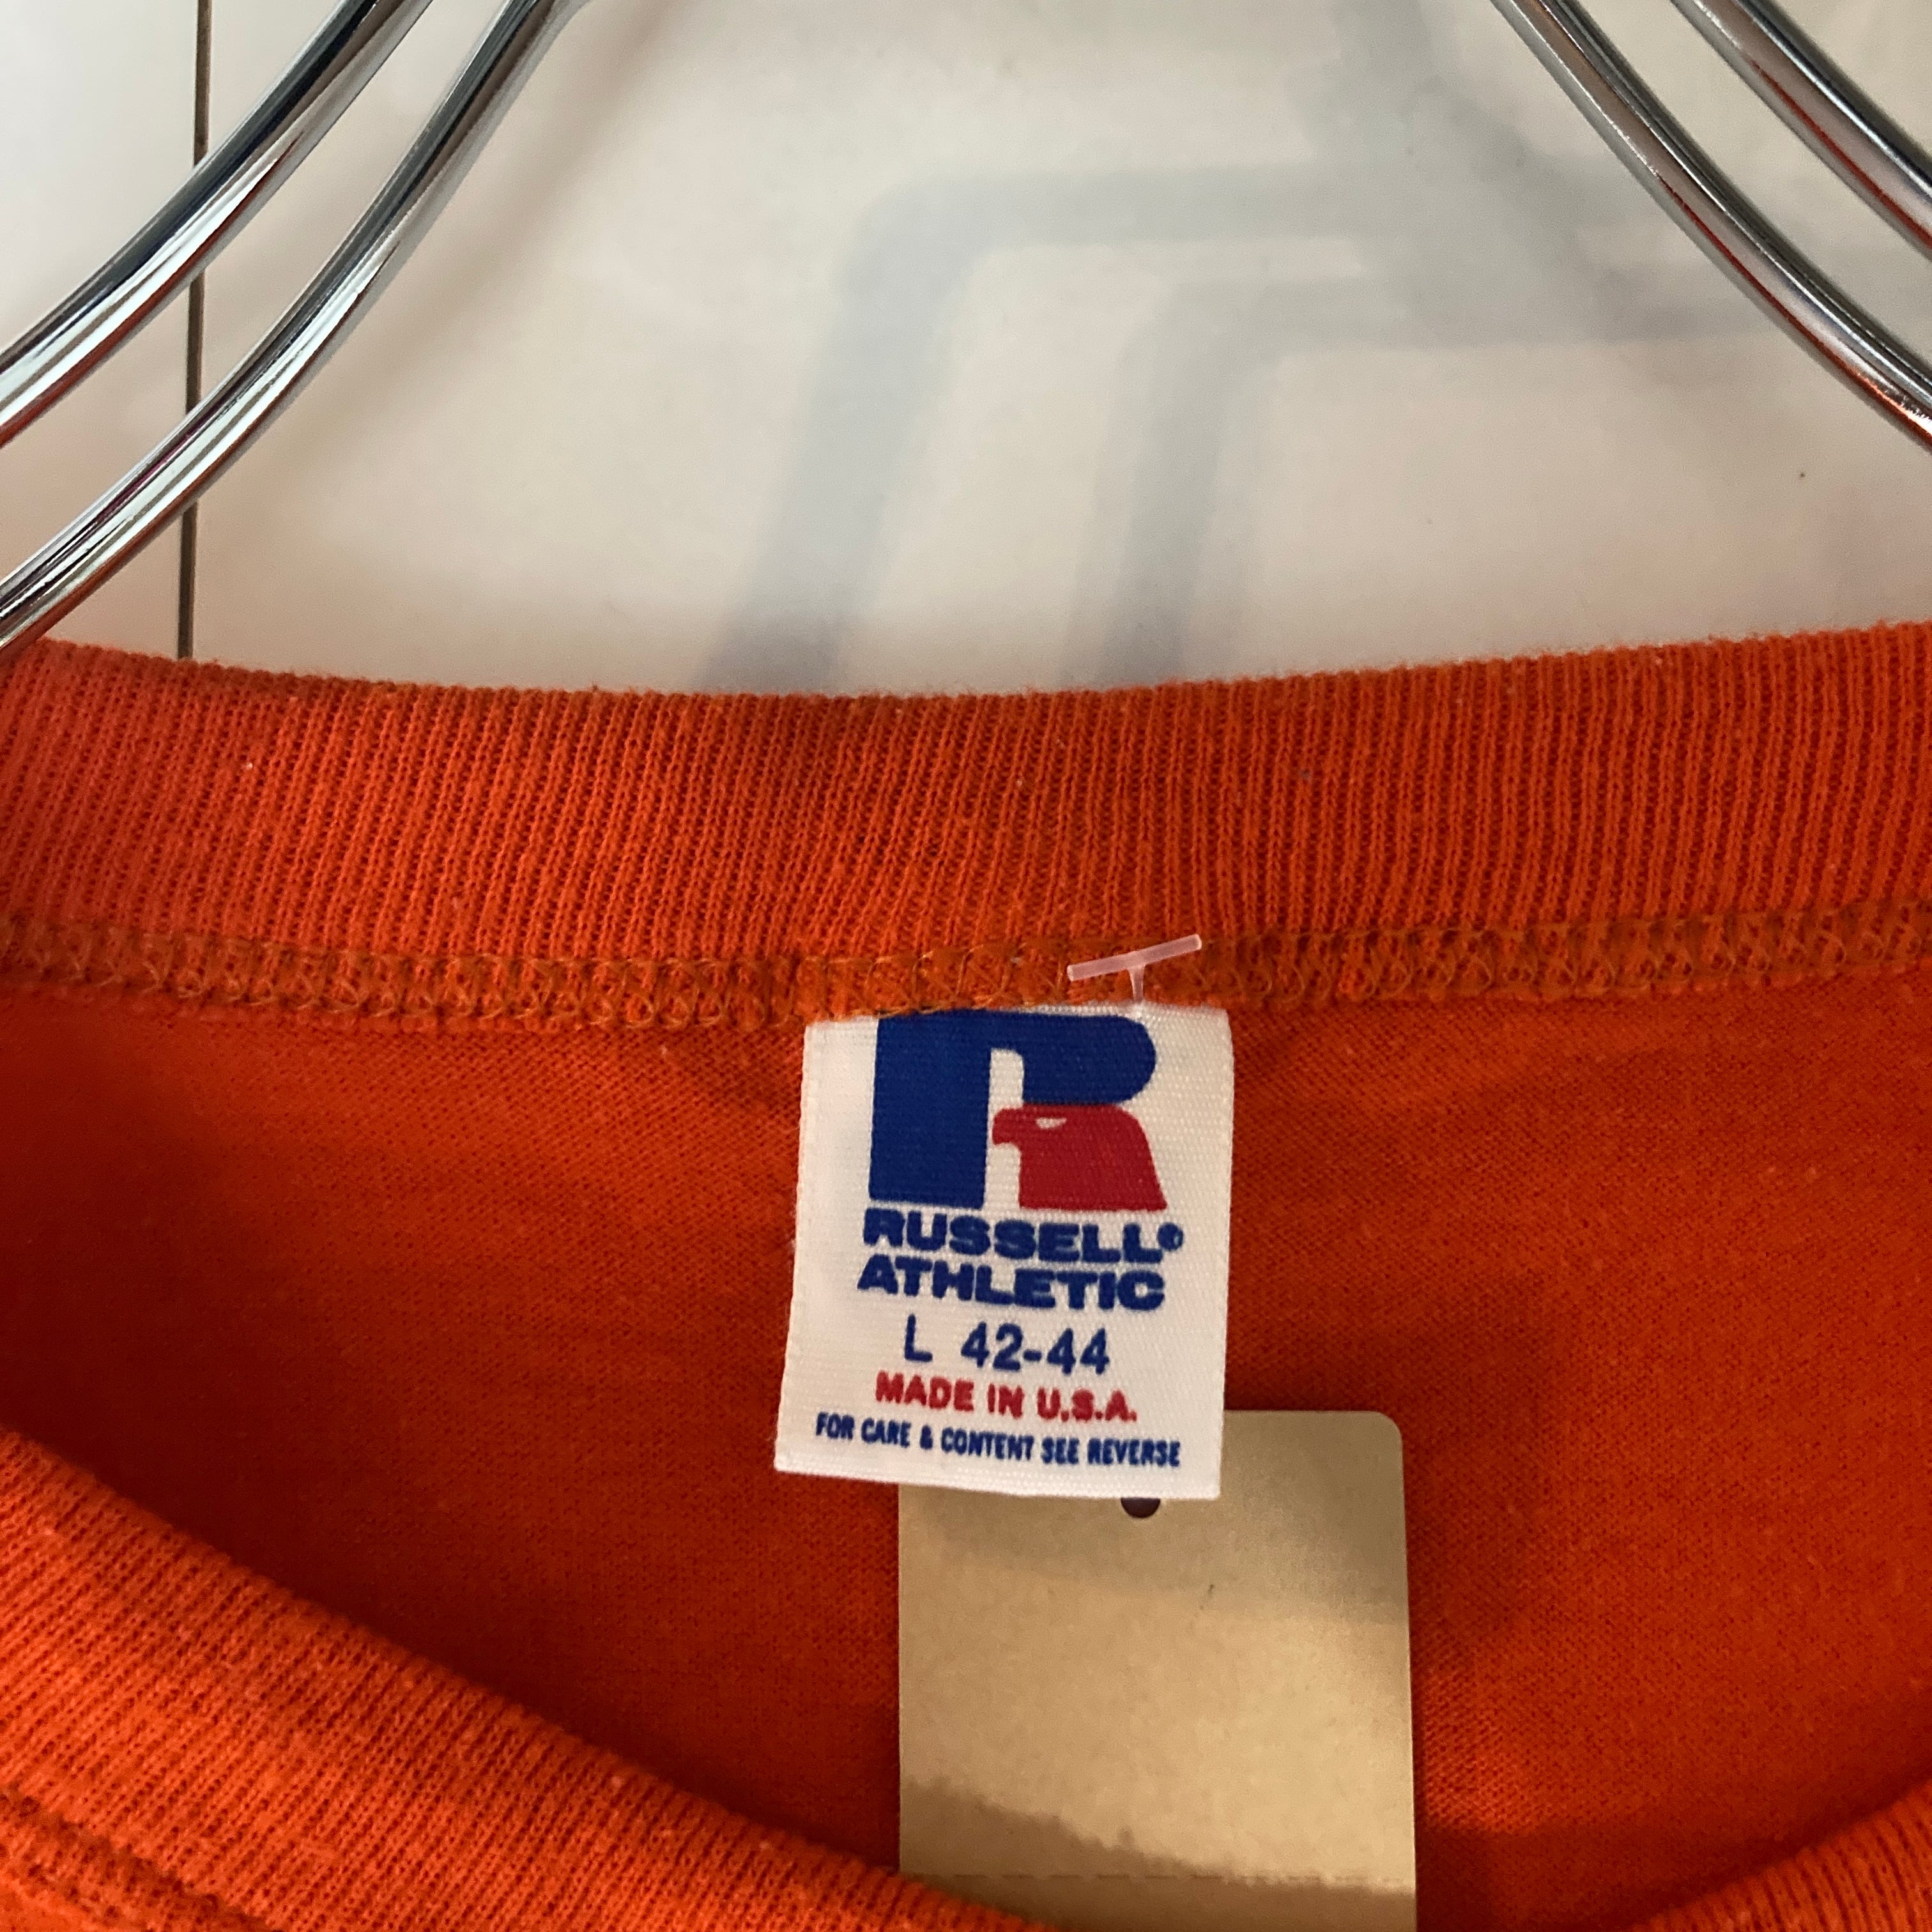 R
RUSSELL®
ATHLETIC
L 42-44
MADE IN U.S.A.
FOR CARE & CONTENT SEE REVERSE